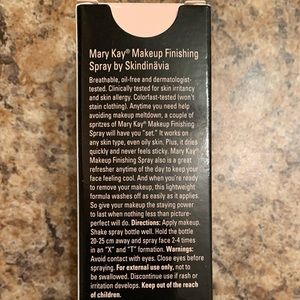 Mary Kay® Makeup Finishing
Spray by Skindinävia
Breathable, oil-free and dermatologist-
tested. Clinically tested for skin irritancy
and skin allergy. Colorfast-tested (won't
stain clothing). Anytime you need help
avoiding makeup meltdown, a couple of
spritzes of Mary Kay® Makeup Finishing
Spray will have you "set." It works on
any skin type, even oily skin. Plus, it dries
quickly and never feels sticky. Mary Kay®
Makeup Finishing Spray also is a great
refresher anytime of the day to keep your
face feeling cool. And when you're ready
to remove your makeup, this lightweight
formula washes off as easily as it applies.
So give your makeup the staying power
to last when nothing less than picture-
perfect will do. Directions: Apply makeup.
Shake spray bottle well. Hold the bottle
20-25 cm away and spray face 2-4 times
in an "X" and "T" formation. Warnings:
Avoid contact with eyes. Close eyes before
spraying. For external use only, not to
be swallowed. Discontinue use if rash or
irritation develops. Keep out of the reach
of children.